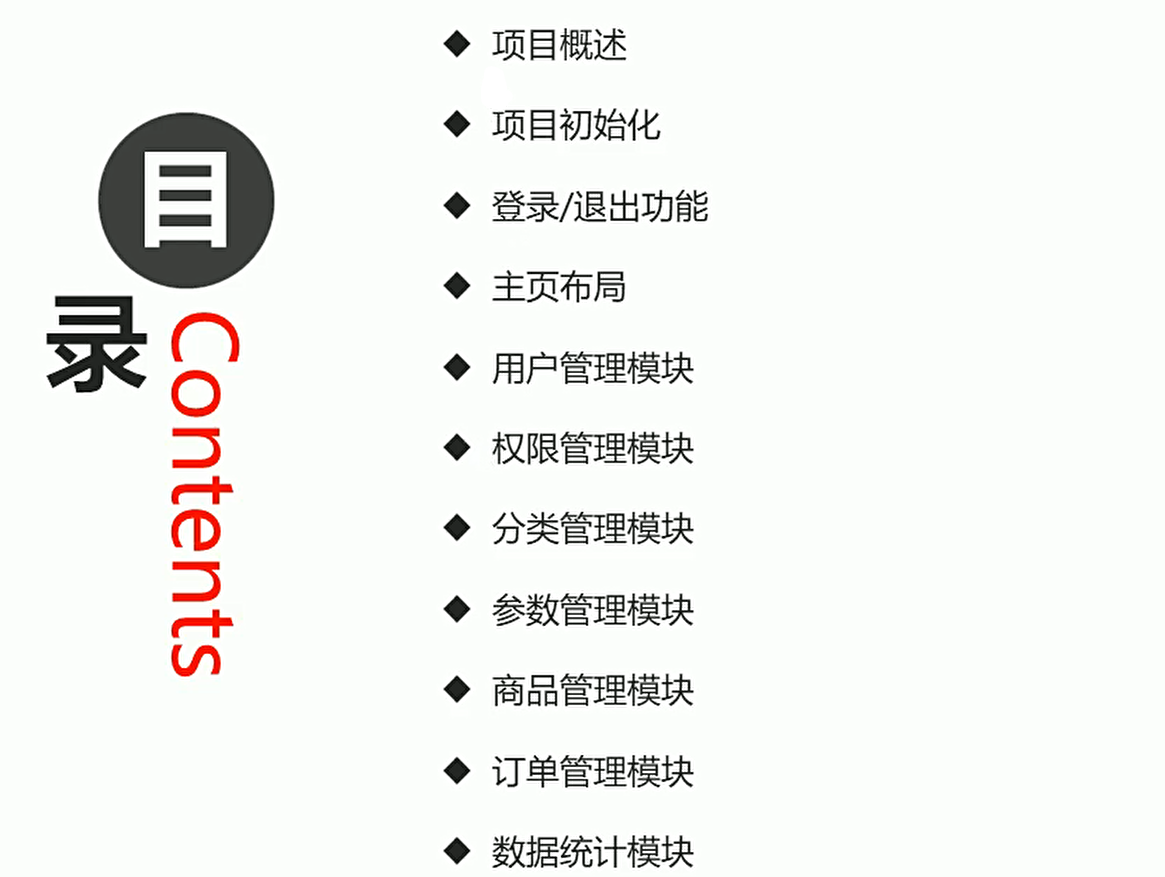 目
录
Contents
项目概述
项目初始化
登录/退出功能
主页布局
用户管理模块
权限管理模块
分类管理模块
参数管理模块
商品管理模块
订单管理模块
数据统计模块